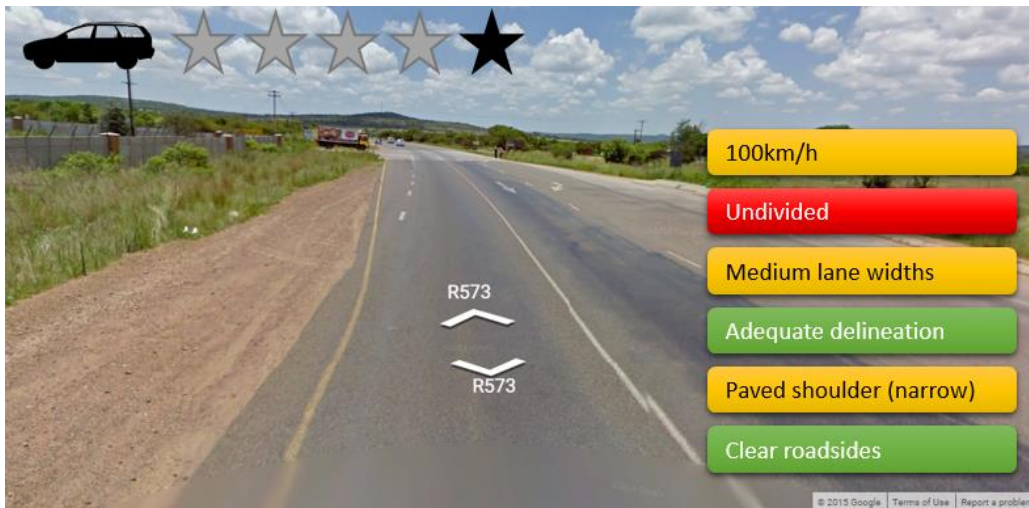 100km/h
Undivided
Medium lane widths
Adequate delineation
Paved shoulder (narrow)
Clear roadsides
R573
R573
© 2015 Google
Terms of Use
Report a problem